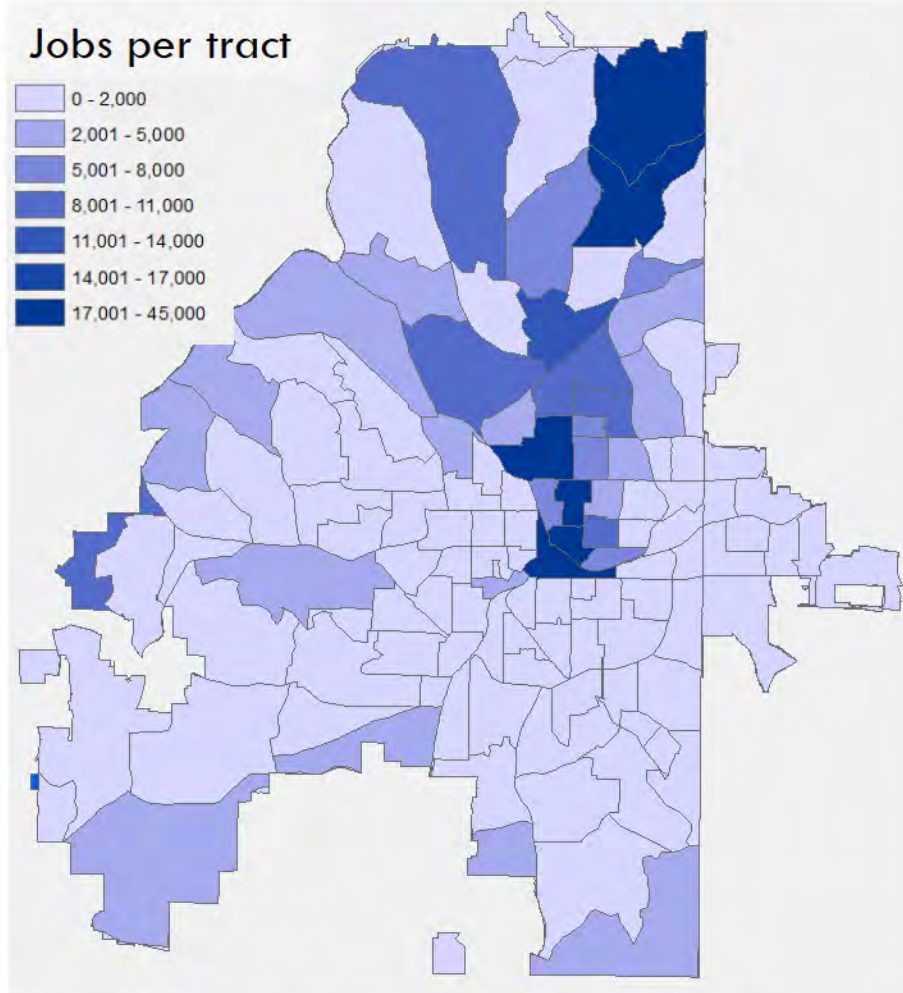 Jobs per tract
0 - 2,000
2,001 - 5,000
5,001 - 8,000
8,001 - 11,000
11,001 - 14,000
14,001 - 17,000
17,001 - 45,000